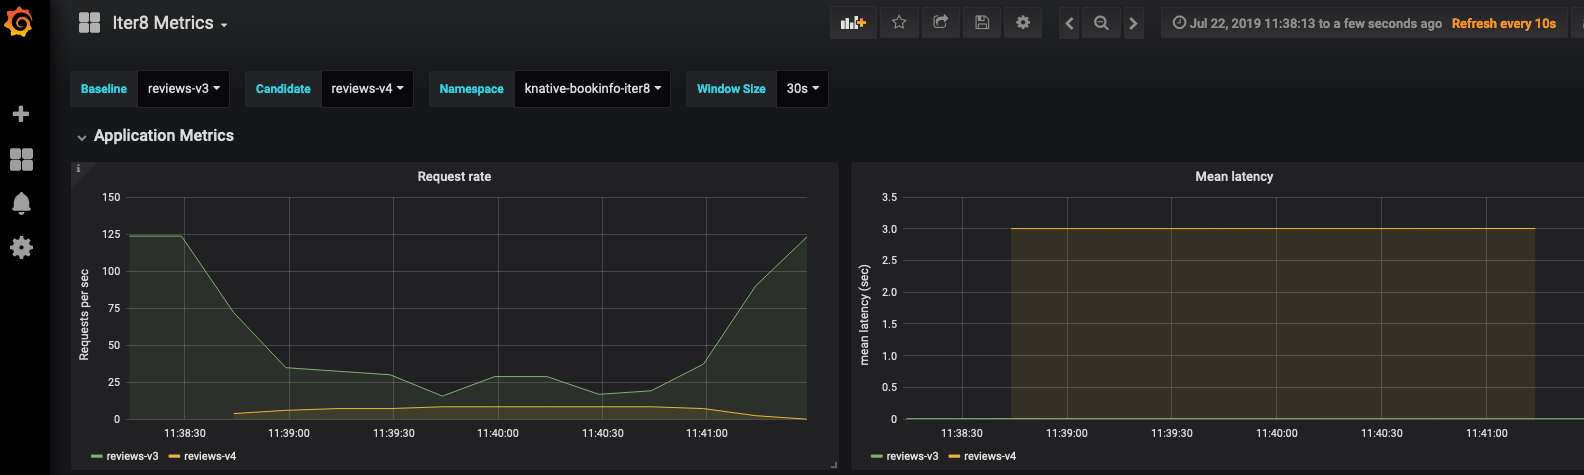 Iter8 Metrics
Jul 22, 2019 11:38:13 to a few seconds ago Refresh every 10s
Baseline reviews-v3 Candidate reviews-v4 Namespace knative-bookinfo-iter8 Window Size 30s
Application Metrics
i
Request rate
150
125
100
75
50
25
0
Requests per sec
11:38:30 11:39:00 11:39:30 11:40:00 11:40:30 11:41:00
reviews-v3 reviews-v4
Mean latency
3.5
3.0
2.5
2.0
1.5
1.0
0.5
0
mean latency (sec)
11:38:30 11:39:00 11:39:30 11:40:00 11:40:30 11:41:00
reviews-v3 reviews-v4